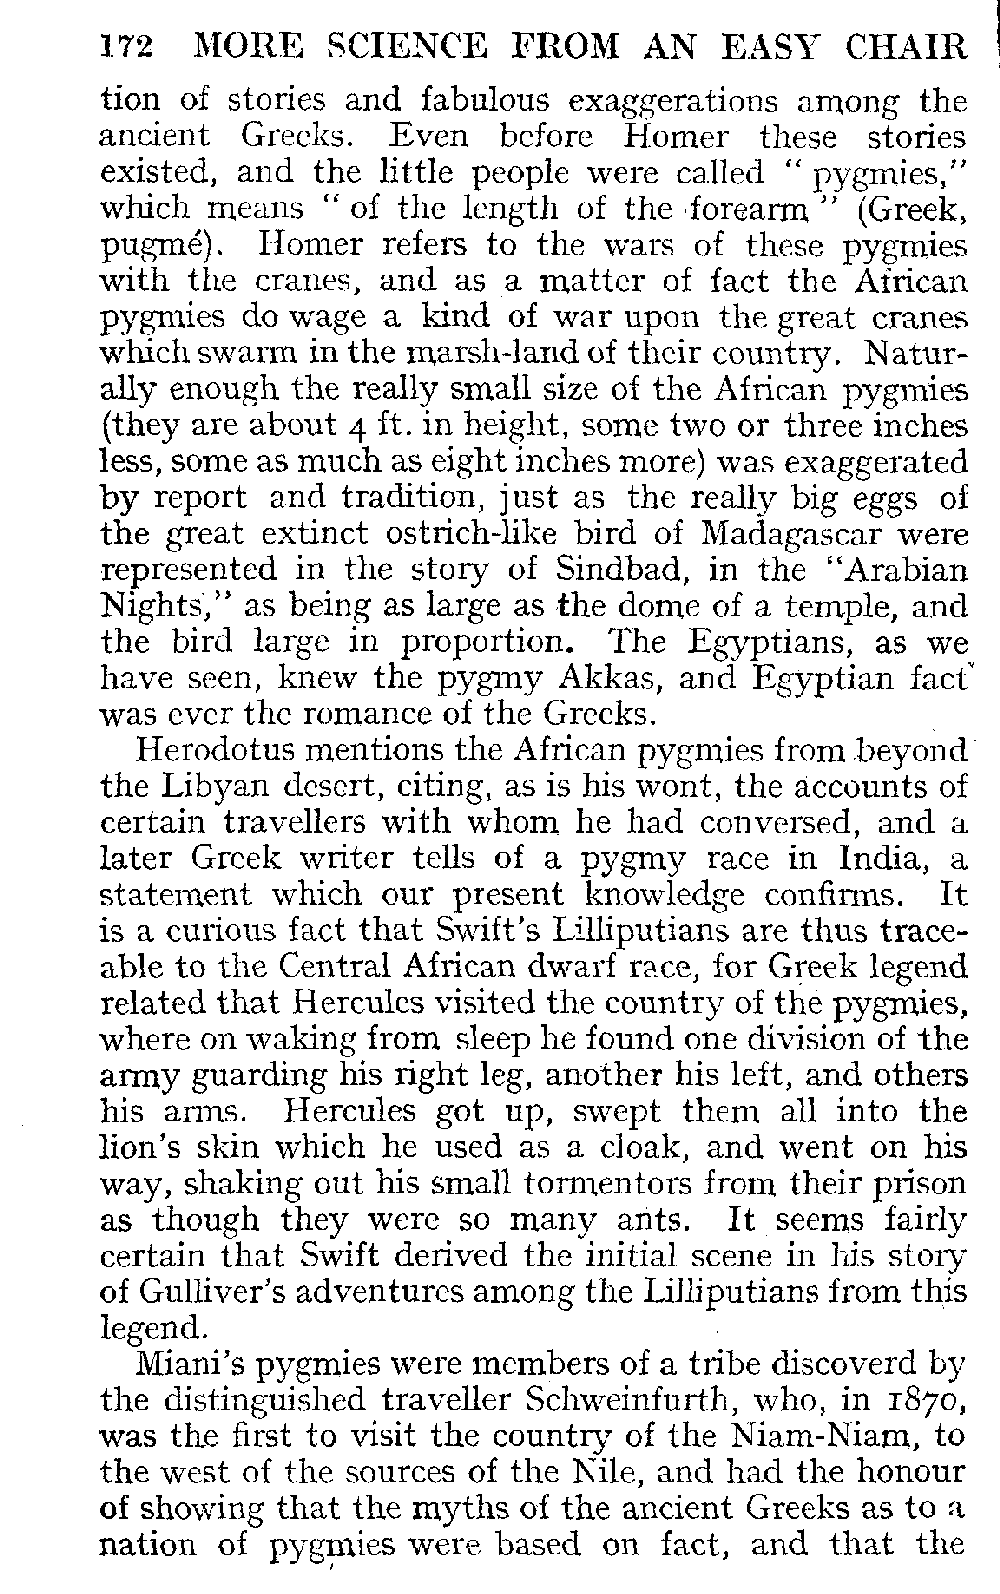 172 MORE SCIENCE FROM AN EASY CHAIR
tion of stories and fabulous exaggerations among the
ancient Greeks. Even before Homer these stories
existed, and the little people were called “ pygmies,”
which means “ of the length of the forearm ” (Greek,
pugmé). Homer refers to the wars of these pygmies
with the cranes, and as a matter of fact the African
pygmies do wage a kind of war upon the great cranes
which swarm in the marsh-land of their country. Natur-
ally enough the really small size of the African pygmies
(they are about 4 ft. in height, some two or three inches
less, some as much as eight inches more) was exaggerated
by report and tradition, just as the really big eggs of
the great extinct ostrich-like bird of Madagascar were
represented in the story of Sindbad, in the “Arabian
Nights,” as being as large as the dome of a temple, and
the bird large in proportion. The Egyptians, as we
have seen, knew the pygmy Akkas, and Egyptian fact
was ever the romance of the Greeks.
Herodotus mentions the African pygmies from beyond
the Libyan desert, citing, as is his wont, the accounts of
certain travellers with whom he had conversed, and a
later Greek writer tells of a pygmy race in India, a
statement which our present knowledge confirms. It
is a curious fact that Swift's Lilliputians are thus trace-
able to the Central African dwarf race, for Greek legend
related that Hercules visited the country of the pygmies,
where on waking from sleep he found one division of the
army guarding his right leg, another his left, and others
his arms. Hercules got up, swept them all into the
lion's skin which he used as a cloak, and went on his
way, shaking out his small tormentors from their prison
as though they were so many ants. It seems fairly
certain that Swift derived the initial scene in his story
of Gulliver's adventures among the Lilliputians from this
legend.
Miani's pygmies were members of a tribe discoverd by
the distinguished traveller Schweinfurth, who, in 1870,
was the first to visit the country of the Niam-Niam, to
the west of the sources of the Nile, and had the honour
of showing that the myths of the ancient Greeks as to a
nation of pygmies were based on fact, and that the